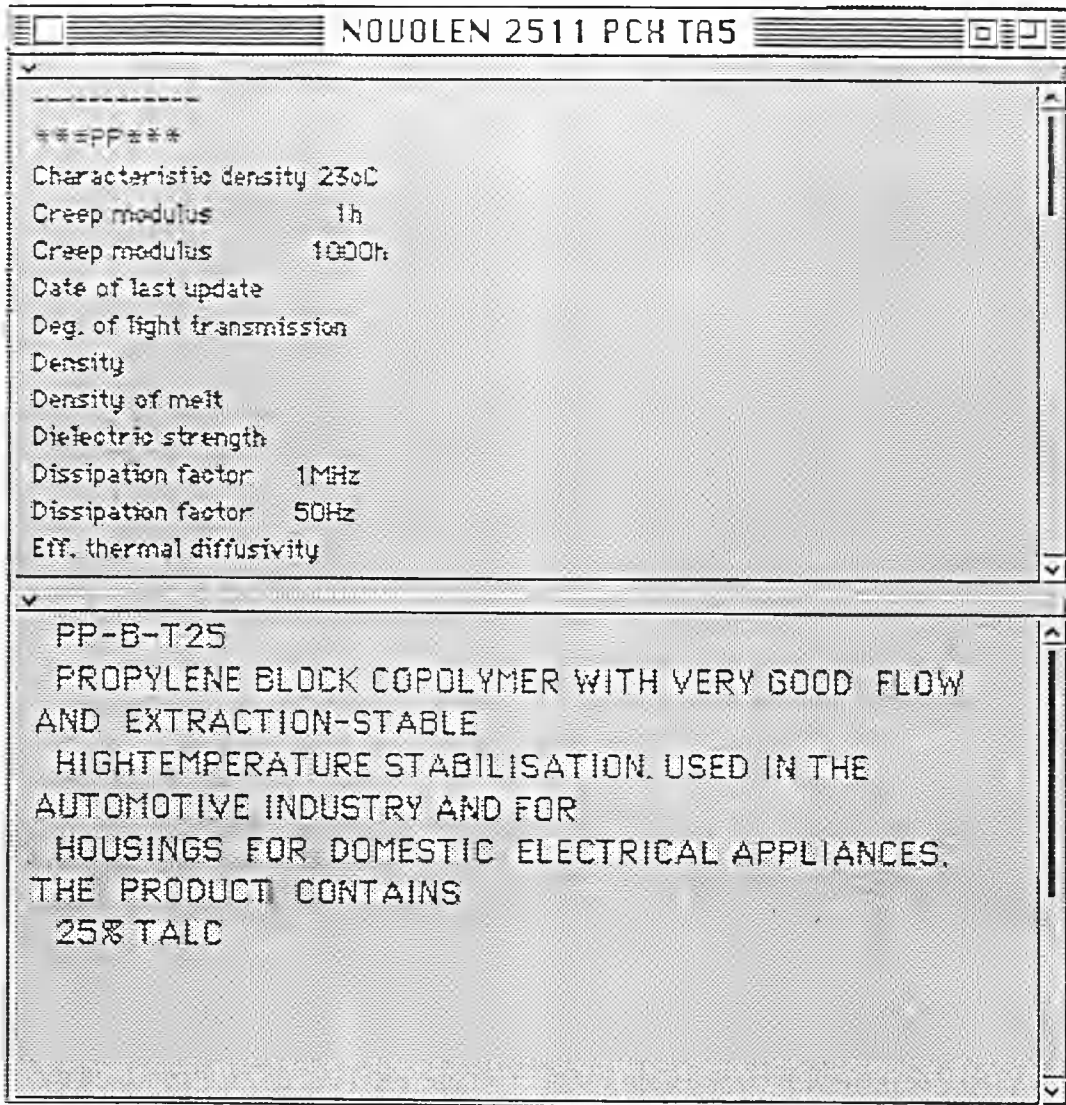 NOVOLEN 2511 PCX TA5
------------
***PP***
Characteristic density 23oC
Creep modulus 1h
Creep modulus 1000h
Date of last update
Deg. of light transmission
Density
Density of melt
Dielectric strength
Dissipation factor 1MHz
Dissipation factor 50Hz
Eff. thermal diffusivity
PP-B-T25
PROPYLENE BLOCK COPOLYMER WITH VERY GOOD FLOW
AND EXTRACTION-STABLE
HIGHTEMPERATURE STABILISATION. USED IN THE
AUTOMOTIVE INDUSTRY AND FOR
HOUSINGS FOR DOMESTIC ELECTRICAL APPLIANCES.
THE PRODUCT CONTAINS
25% TALC